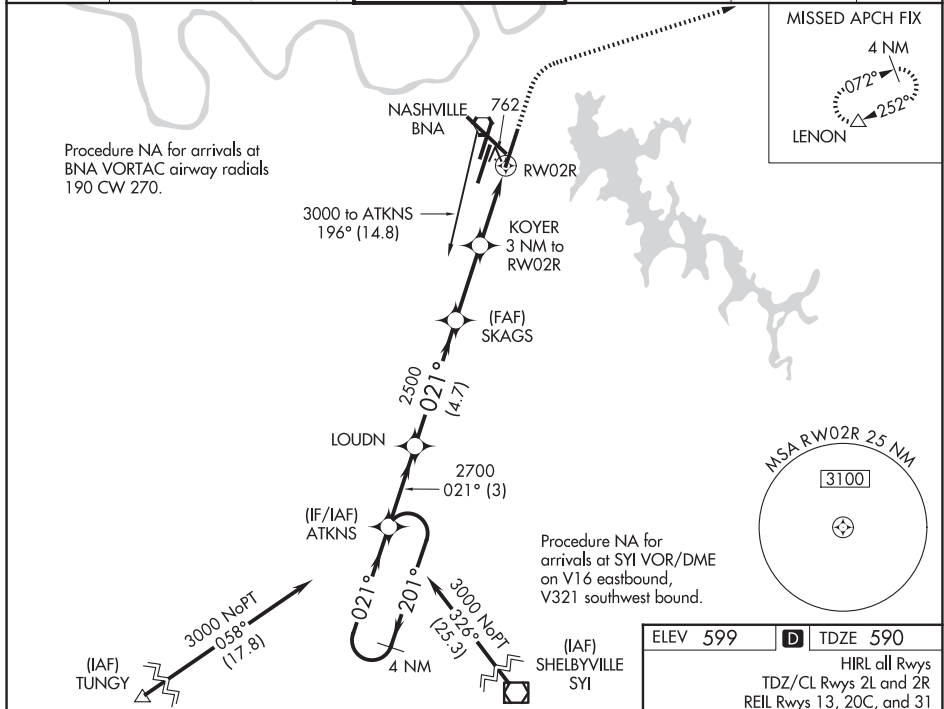 MISSED APCH FIX
4 NM
072°
252°
LENON
NASHVILLE
BNA
762
RW02R
Procedure NA for arrivals at
BNA VORTAC airway radials
190 CW 270.
3000 to ATKNS
196° (14.8)
KOYER
3 NM to
RW02R
(FAF)
SKAGS
2500
021°
(4.7)
LOUDN
2700
021° (3)
(IF/IAF)
ATKNS
021°
201°
4 NM
MSA RW02R 25 NM
3100
Procedure NA for
arrivals at SYI VOR/DME
on V16 eastbound,
V321 southwest bound.
3000 NoPT
058°
(17.8)
(IAF)
TUNGY
3000 NoPT
326°
(25.3)
(IAF)
SHELBYVILLE
SYI
ELEV 599 D TDZE 590
HIRL all Rwys
TDZ/CL Rwys 2L and 2R
REIL Rwys 13, 20C, and 31